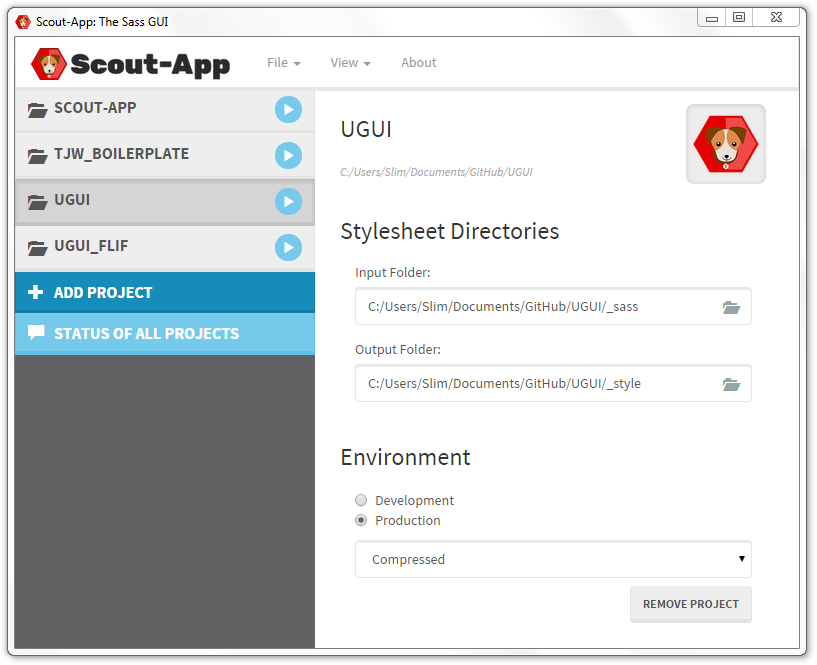 Scout-App: The Sass GUI
Scout-App
File View About
SCOUT-APP
TJW_BOILERPLATE
UGUI
UGUI_FLIF
ADD PROJECT
STATUS OF ALL PROJECTS
UGUI
C:/Users/Slim/Documents/GitHub/UGUI
Stylesheet Directories
Input Folder:
C:/Users/Slim/Documents/GitHub/UGUI/_sass
Output Folder:
C:/Users/Slim/Documents/GitHub/UGUI/_style
Environment
Development
Production
Compressed
REMOVE PROJECT